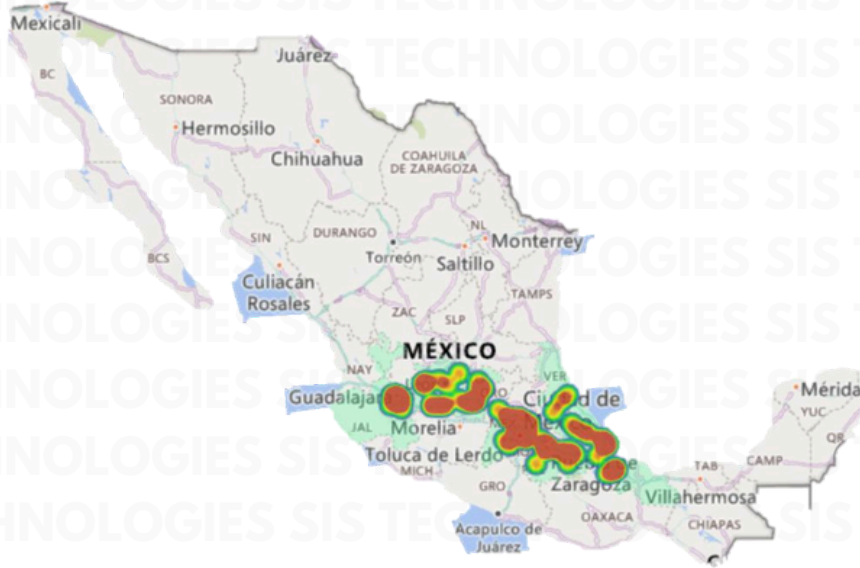 TECHNOLOGIES SIS
Mexicali
Juárez
BC
SONORA
Hermosillo
Chihuahua
COAHUILA
DE ZARAGOZA
NL
Monterrey
SIN
DURANGO
Torreón
Saltillo
BCS
Culiacán
Rosales
TAMPS
ZAC
SLP
MÉXICO
NAY
VER
Mérida
Guadalajara
Ciudad de
YUC
JAL
Morelia
QR
Toluca de Lerdo
MICH
TAB
CAMP
GRO
Zaragoza
Villahermosa
Acapulco de
Juárez
OAXACA
CHIAPAS